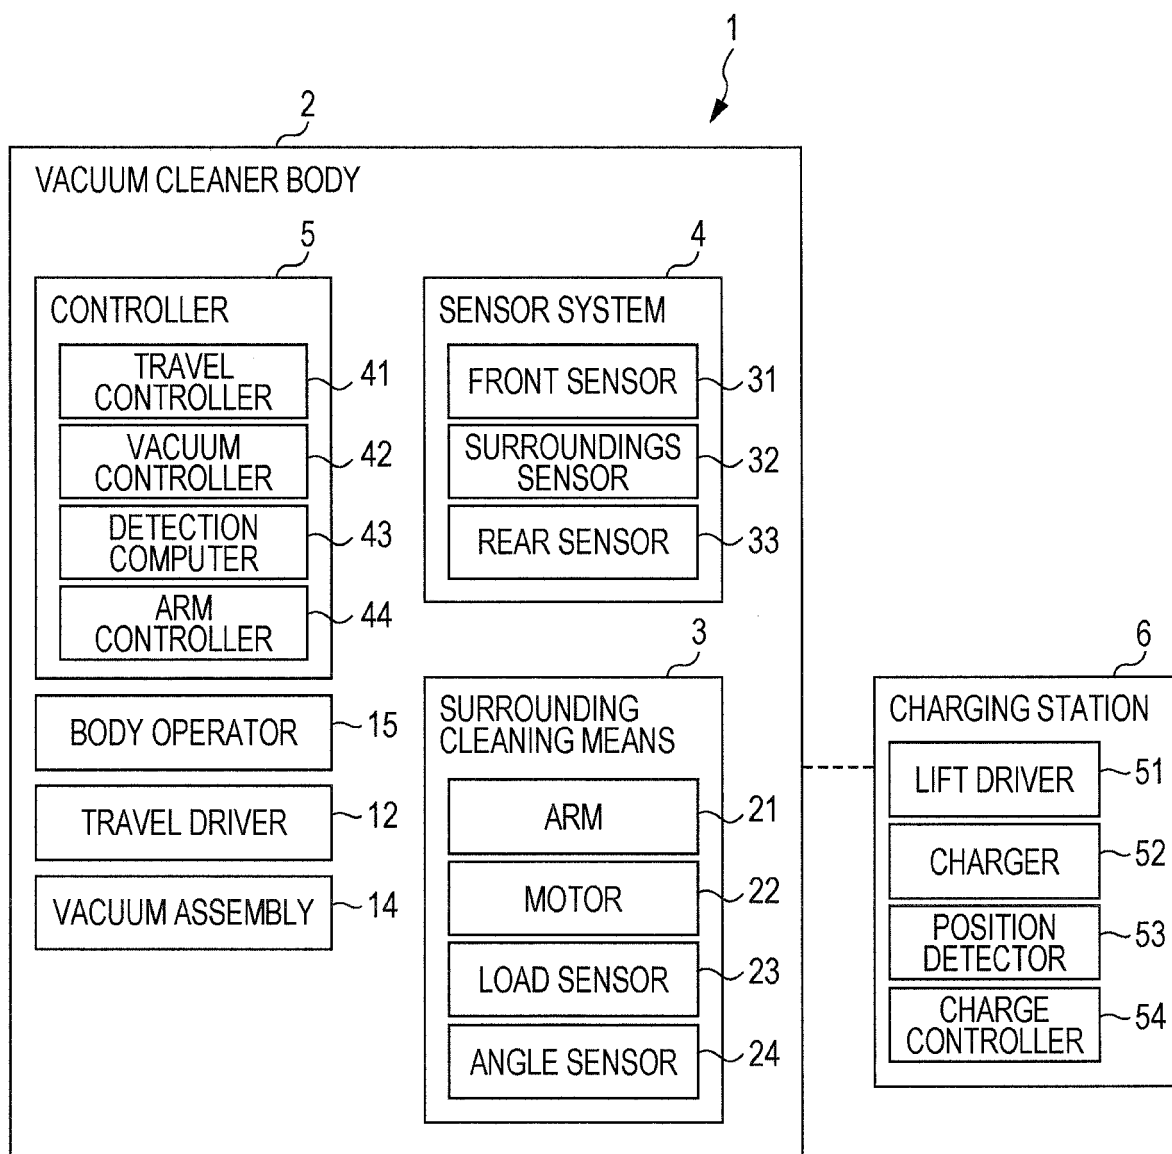 1
2
VACUUM CLEANER BODY
5
CONTROLLER
TRAVEL
CONTROLLER
41
VACUUM
CONTROLLER
42
DETECTION
COMPUTER
43
ARM
CONTROLLER
44
BODY OPERATOR
15
TRAVEL DRIVER
12
VACUUM ASSEMBLY
14
4
SENSOR SYSTEM
FRONT SENSOR
31
SURROUNDINGS
SENSOR
32
REAR SENSOR
33
3
SURROUNDING
CLEANING MEANS
ARM
21
MOTOR
22
LOAD SENSOR
23
ANGLE SENSOR
24
6
CHARGING STATION
LIFT DRIVER
51
CHARGER
52
POSITION
DETECTOR
53
CHARGE
CONTROLLER
54